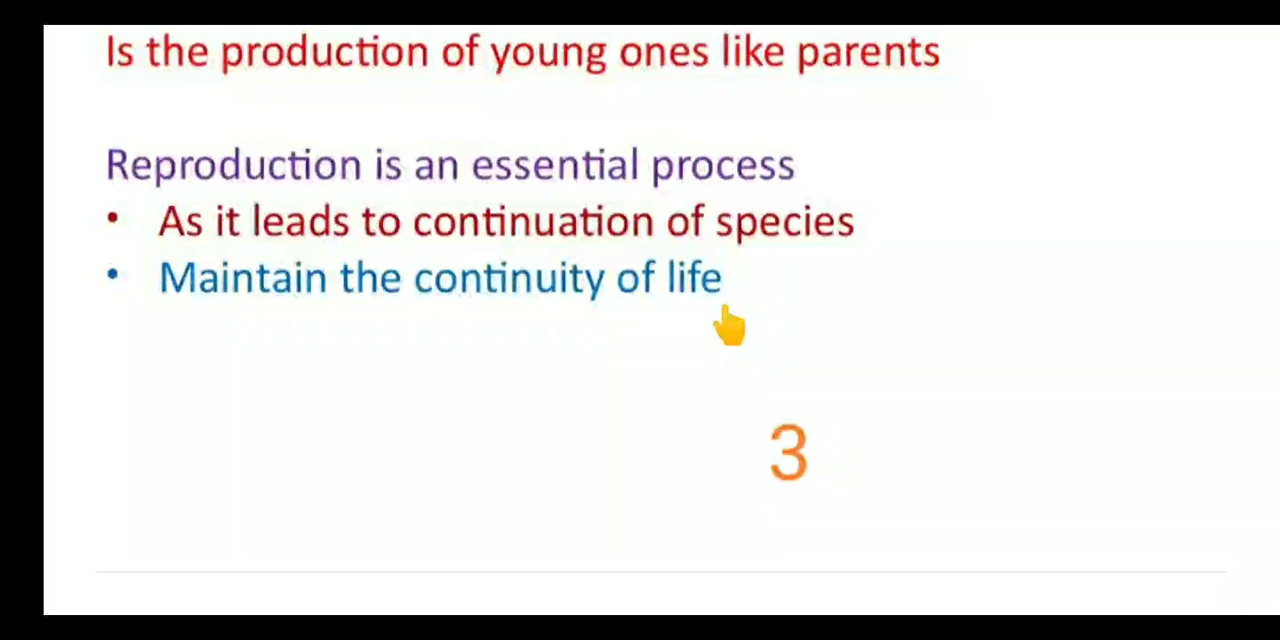 Is the production of young ones like parents
Reproduction is an essential process
• As it leads to continuation of species
• Maintain the continuity of life
3